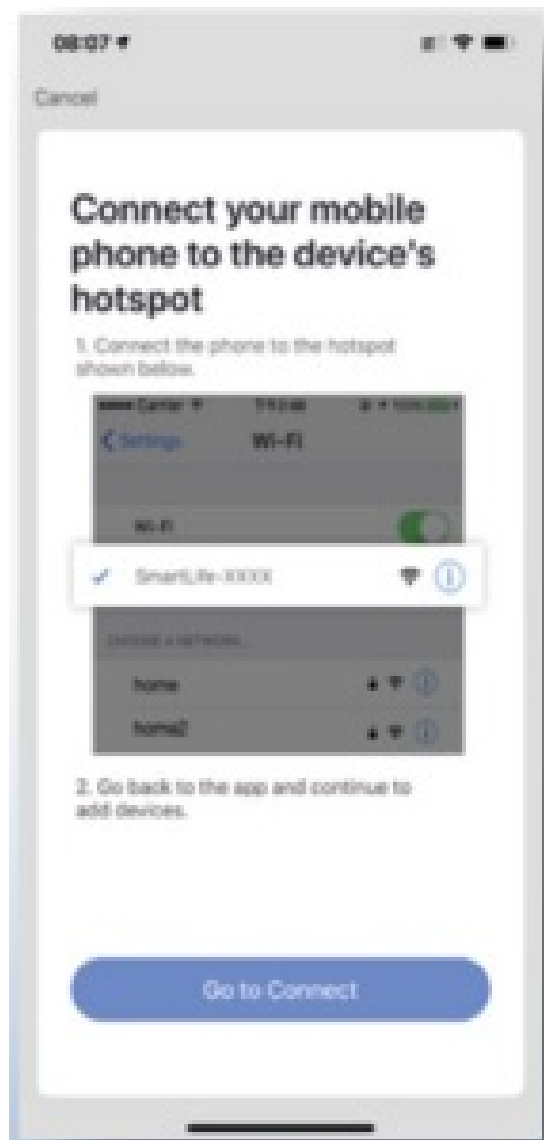 08:07
Cancel
Connect your mobile
phone to the device's
hotspot
1. Connect the phone to the hotspot
shown below.
Settings Wi-Fi
Wi-Fi
SmartLife-XXXX
CHOOSE A NETWORK...
home
home2
2. Go back to the app and continue to
add devices.
Go to Connect